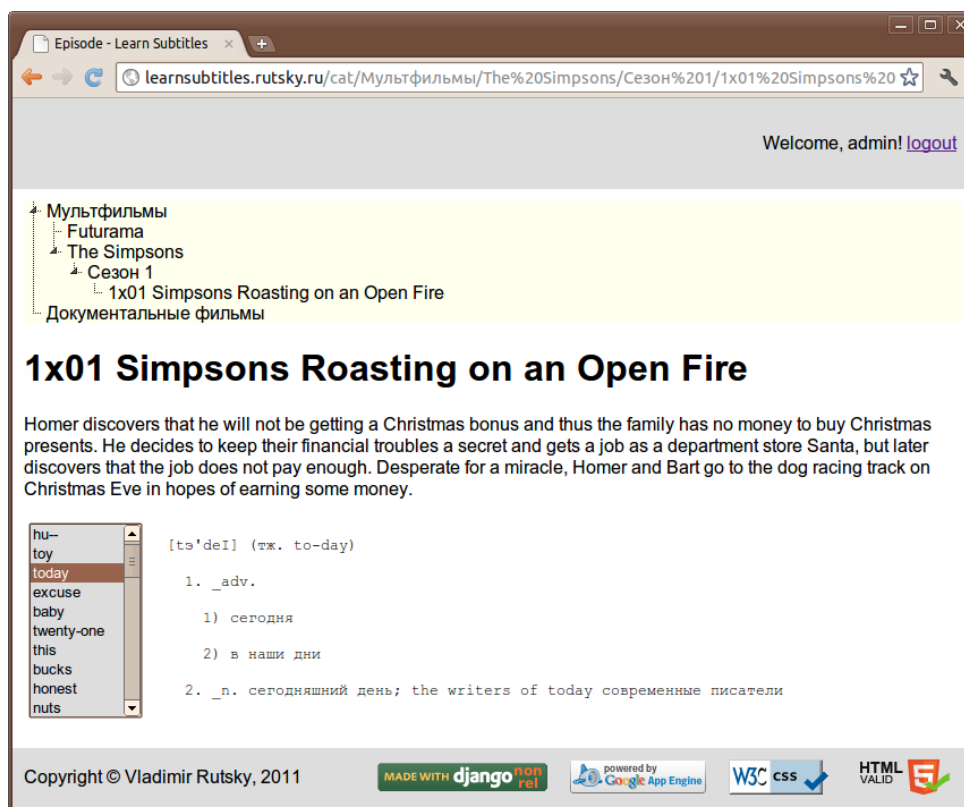 Episode - Learn Subtitles
learnsubtitles.rutsky.ru/cat/Мультфильмы/The%20Simpsons/Сезон%201/1x01%20Simpsons%20
Welcome, admin! logout
Мультфильмы
Futurama
The Simpsons
Сезон 1
1x01 Simpsons Roasting on an Open Fire
Документальные фильмы
1x01 Simpsons Roasting on an Open Fire
Homer discovers that he will not be getting a Christmas bonus and thus the family has no money to buy Christmas
presents. He decides to keep their financial troubles a secret and gets a job as a department store Santa, but later
discovers that the job does not pay enough. Desperate for a miracle, Homer and Bart go to the dog racing track on
Christmas Eve in hopes of earning some money.
hu--
toy
today
excuse
baby
twenty-one
this
bucks
honest
nuts
[tэ'deI] (тж. to-day)
1. _adv.
1) сегодня
2) в наши дни
2. _n. сегодняшний день; the writers of today современные писатели
Copyright © Vladimir Rutsky, 2011
MADE WITH django non rel
powered by
Google App Engine
W3C css
HTML
VALID
5